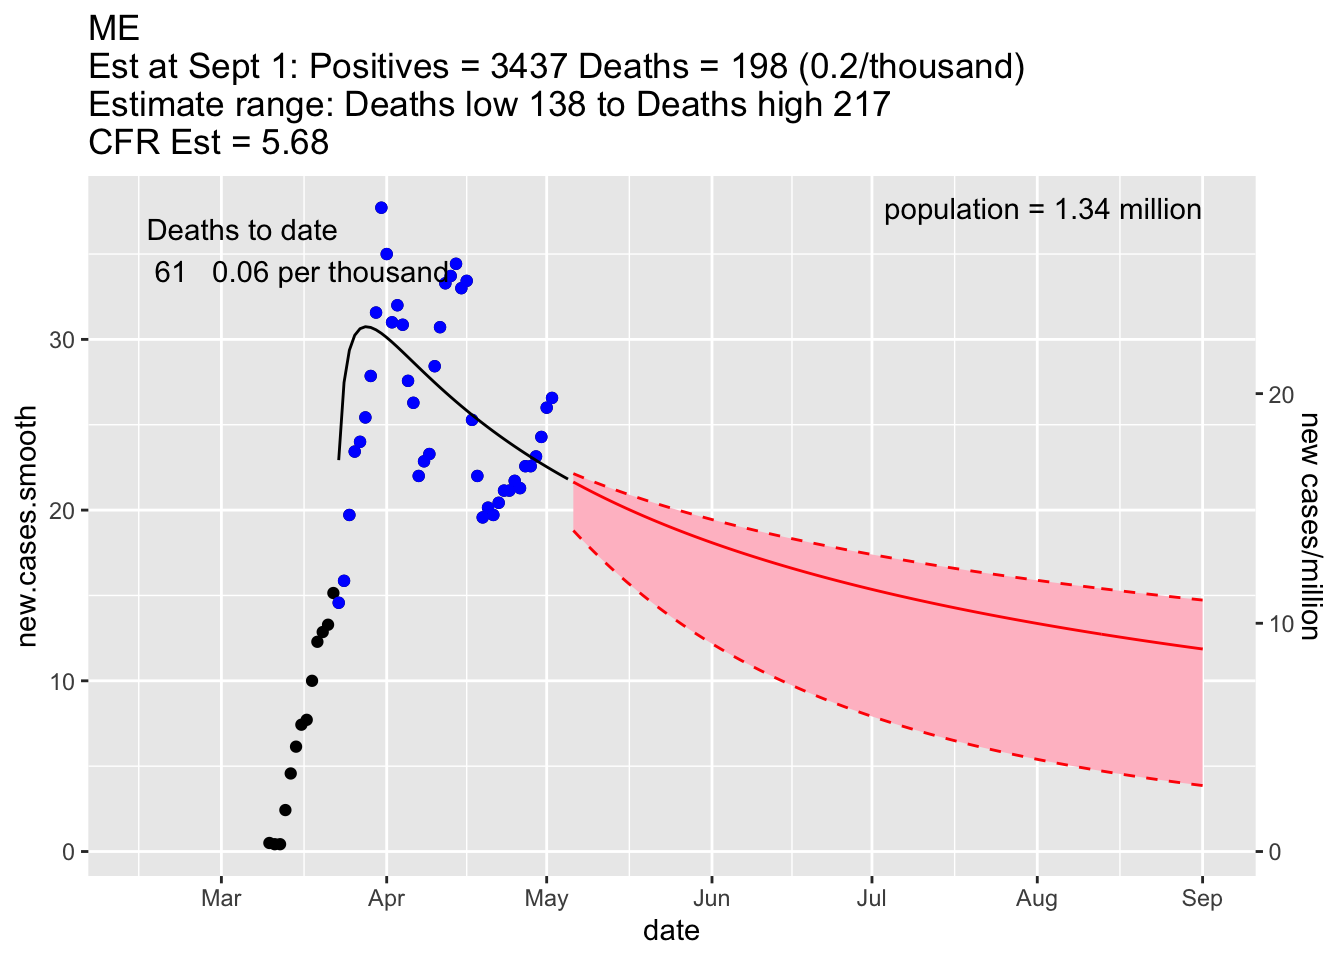 ME
Est at Sept 1: Positives = 3437 Deaths = 198 (0.2/thousand)
Estimate range: Deaths low 138 to Deaths high 217
CFR Est = 5.68
Deaths to date
61 0.06 per thousand
population = 1.34 million
new.cases.smooth
30
20
10
0
20
10
0
new cases/million
Mar
Apr
May
Jun
Jul
Aug
Sep
date